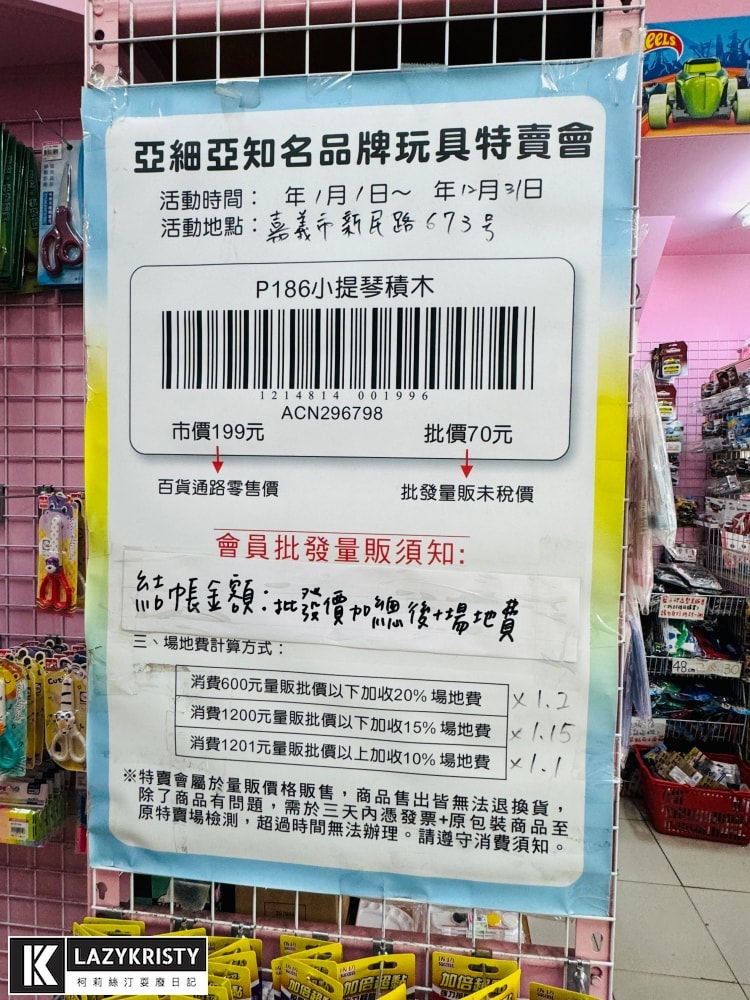 eeLs
亞細亞知名品牌玩具特賣會
活動時間： 年1月1日～ 年12月31日
活動地點：嘉義市新民路673号
P186小提琴積木
1214814 001996
ACN296798
市價199元 批價70元
百貨通路零售價 批發量販未稅價
會員批發量販須知:
結帳金額：批發價加總後+場地費
三、場地費計算方式：
消費600元量販批價以下加收20% 場地費 ×1.2
消費1200元量販批價以下加收15% 場地費 ×1.15
消費1201元量販批價以上加收10% 場地費 ×1.1
※特賣會屬於量販價格販售，商品售出皆無法退換貨，
除了商品有問題，需於三天內憑發票+原包裝商品至
原特賣場檢測，超過時間無法辦理。請遵守消費須知。
加倍超黏
加倍超黏
K LAZYKRISTY
柯莉絲汀耍廢日記